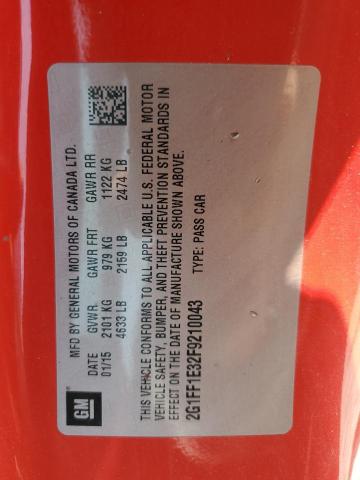 GM
MFD BY GENERAL MOTORS OF CANADA LTD.
DATE GVWR. GAWR FRT GAWR RR
01/15 2101 KG 979 KG 1122 KG
4633 LB 2159 LB 2474 LB
THIS VEHICLE CONFORMS TO ALL APPLICABLE U.S. FEDERAL MOTOR
VEHICLE SAFETY, BUMPER, AND THEFT PREVENTION STANDARDS IN
EFFECT ON THE DATE OF MANUFACTURE SHOWN ABOVE.
2G1FF1E32F9210043 TYPE: PASS CAR